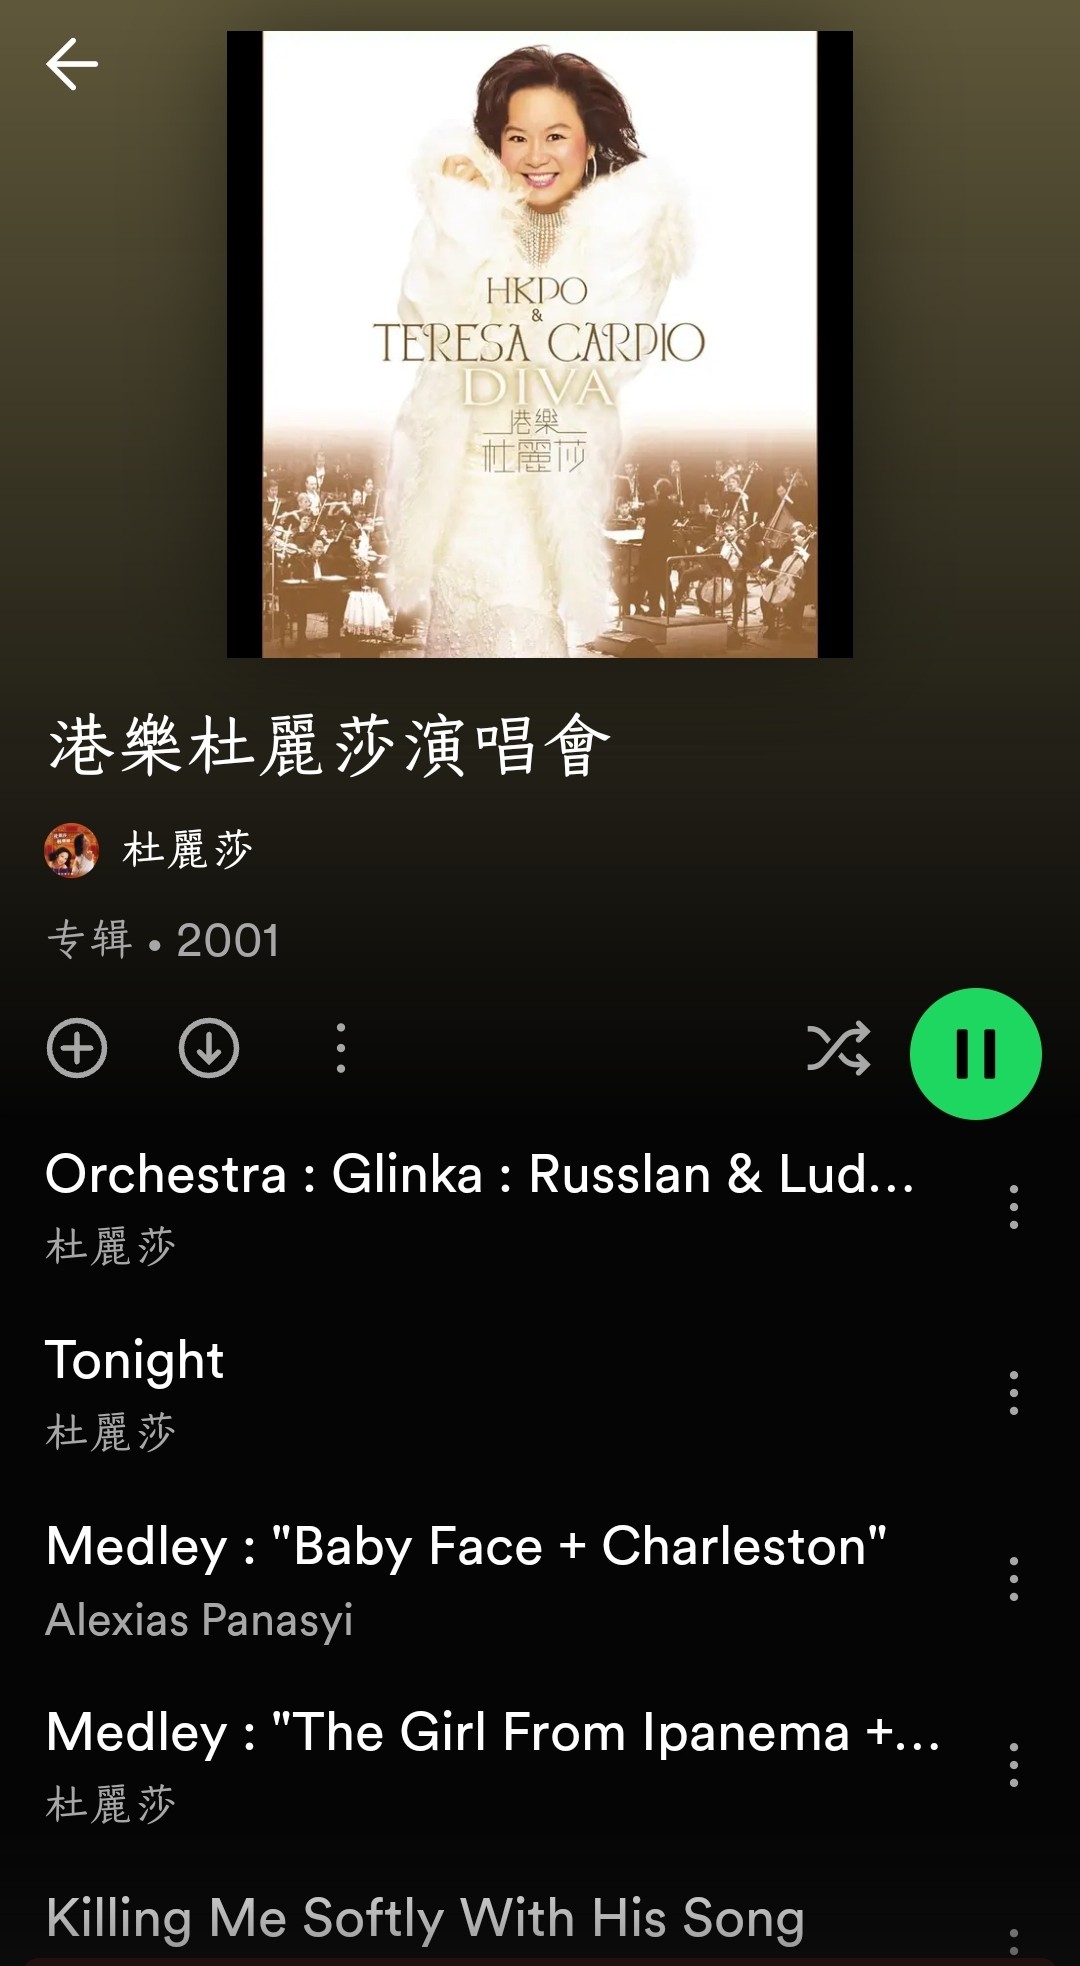 HKPO
&
TERESA CARPIO
DIVA
港樂
杜麗莎
港樂杜麗莎演唱會
杜麗莎
专辑 • 2001
Orchestra : Glinka : Russlan & Lud...
杜麗莎
Tonight
杜麗莎
Medley : "Baby Face + Charleston"
Alexias Panasyi
Medley : "The Girl From Ipanema +...
杜麗莎
Killing Me Softly With His Song